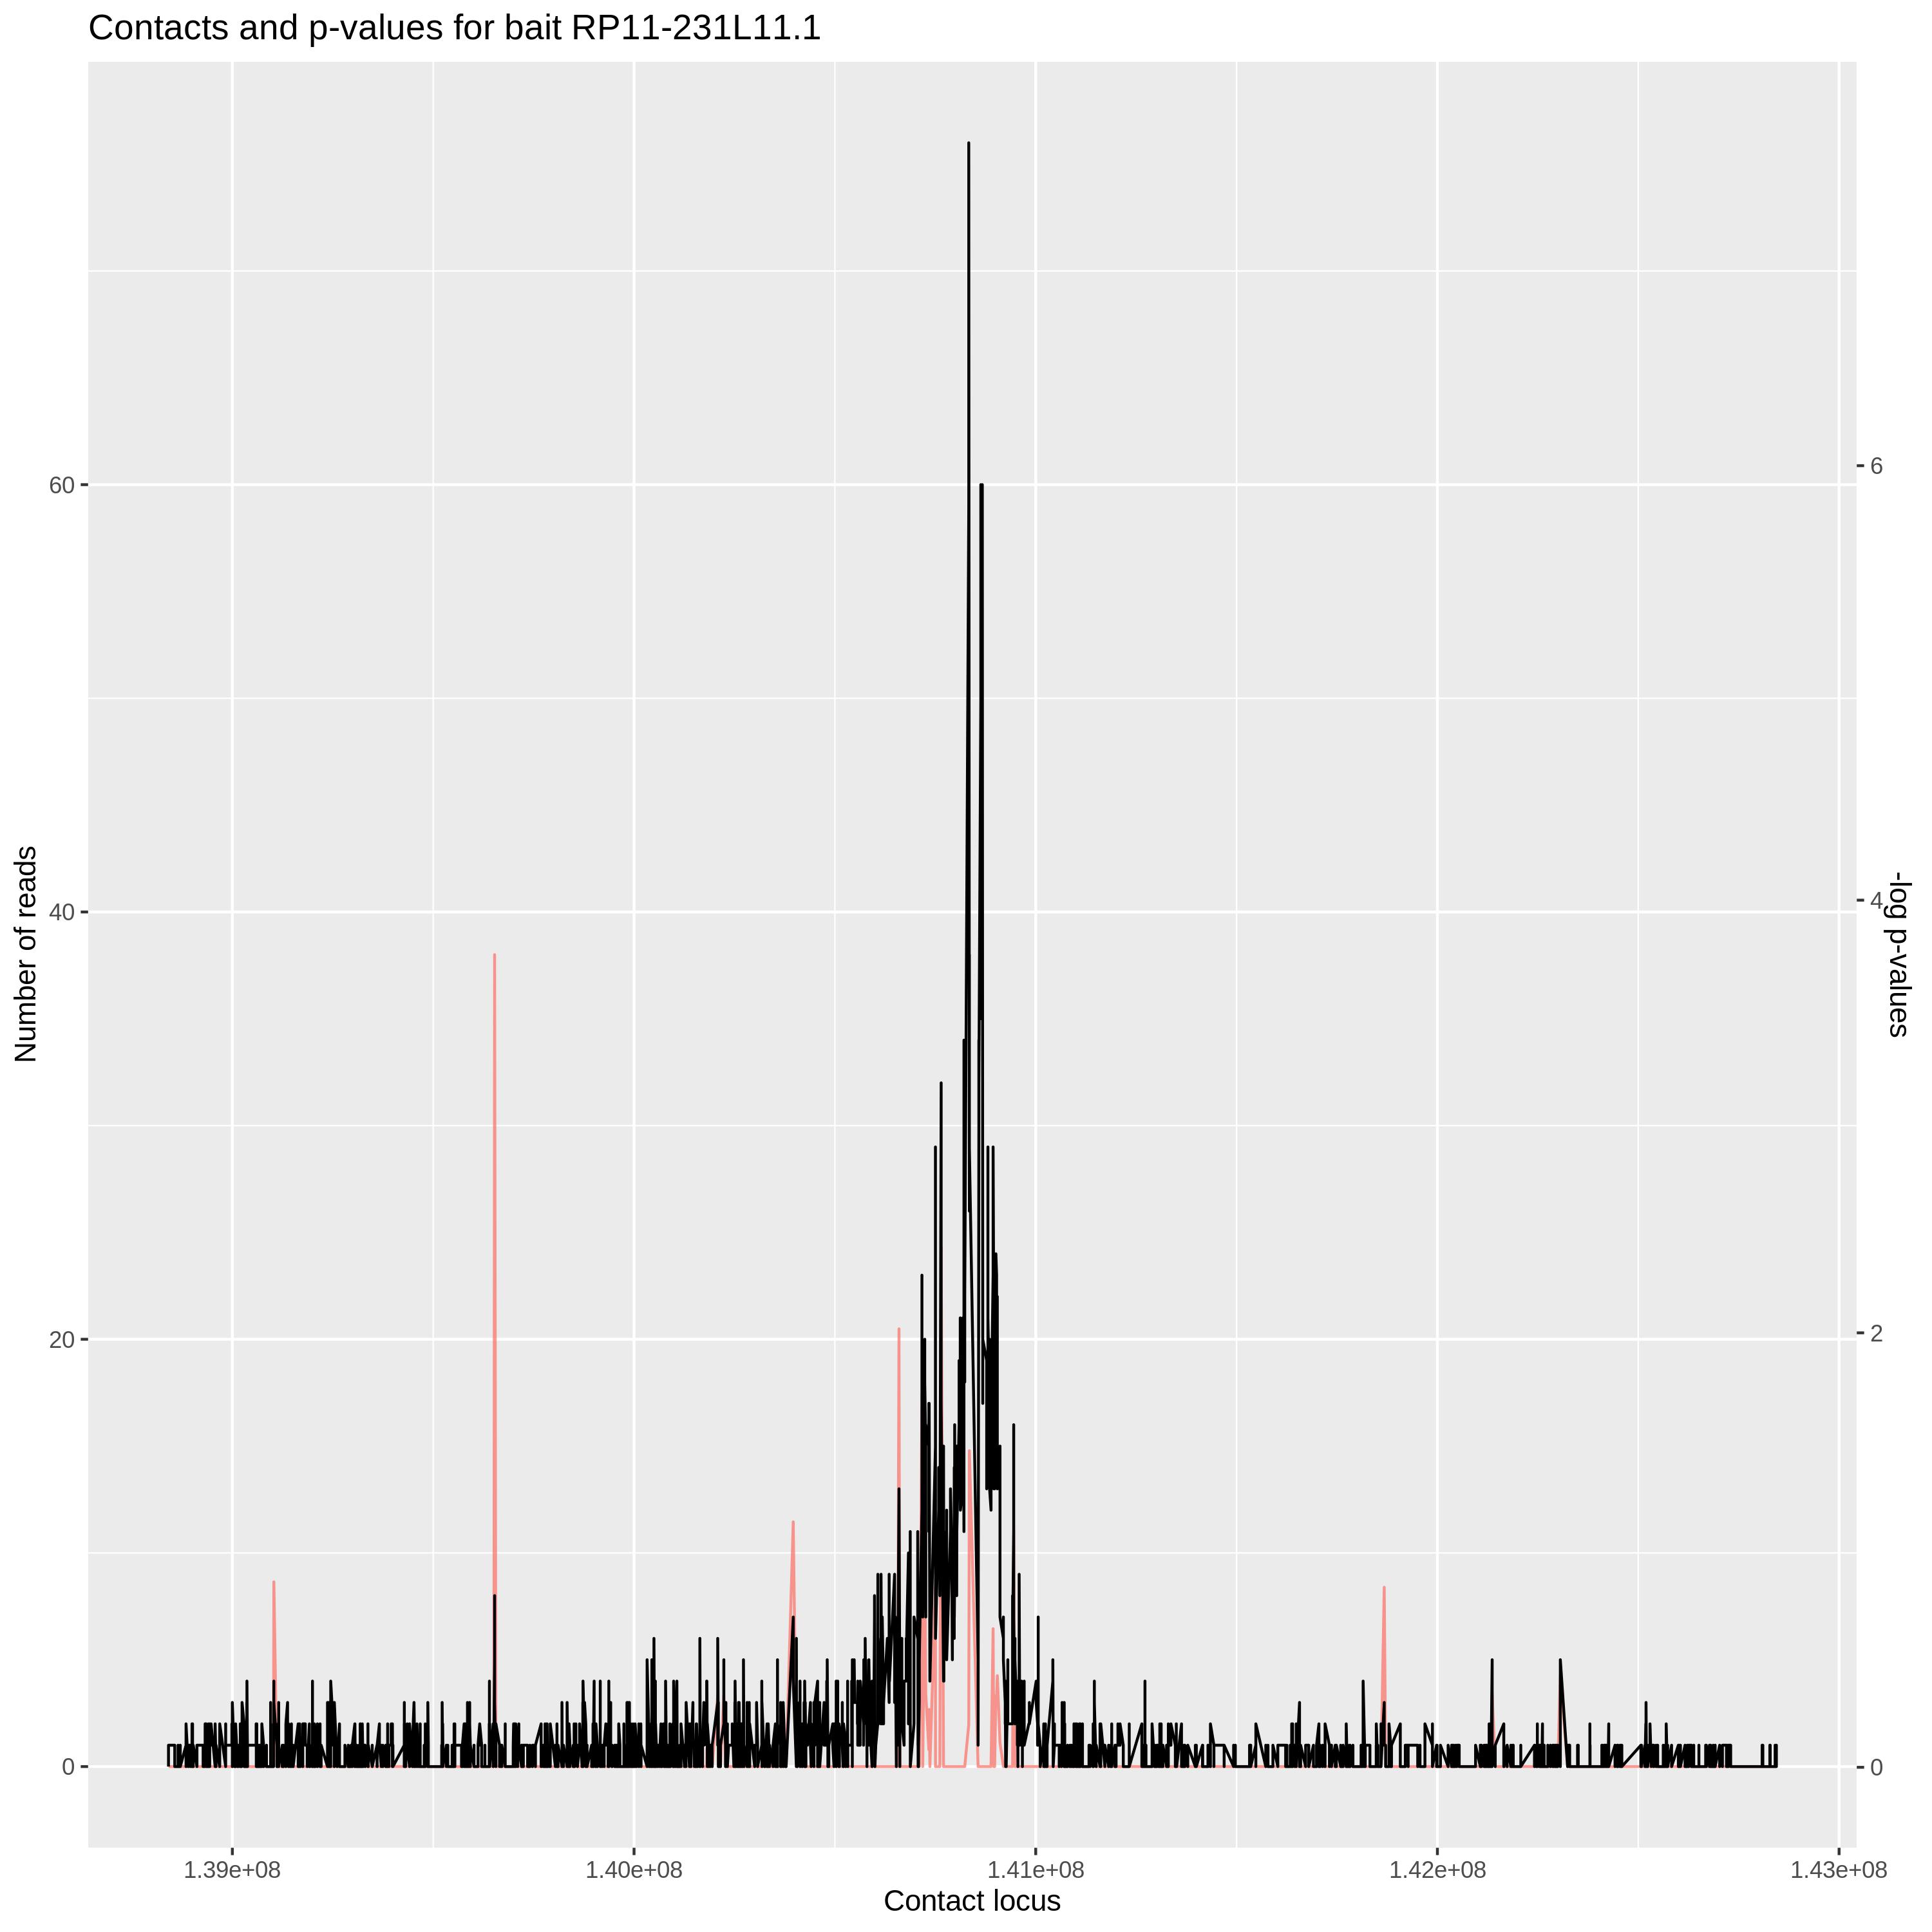 Contacts and p-values for bait RP11-231L11.1
Number of reads
60
40
20
0
6
4
2
0
-log p-values
1.39e+08
1.40e+08
1.41e+08
1.42e+08
1.43e+08
Contact locus